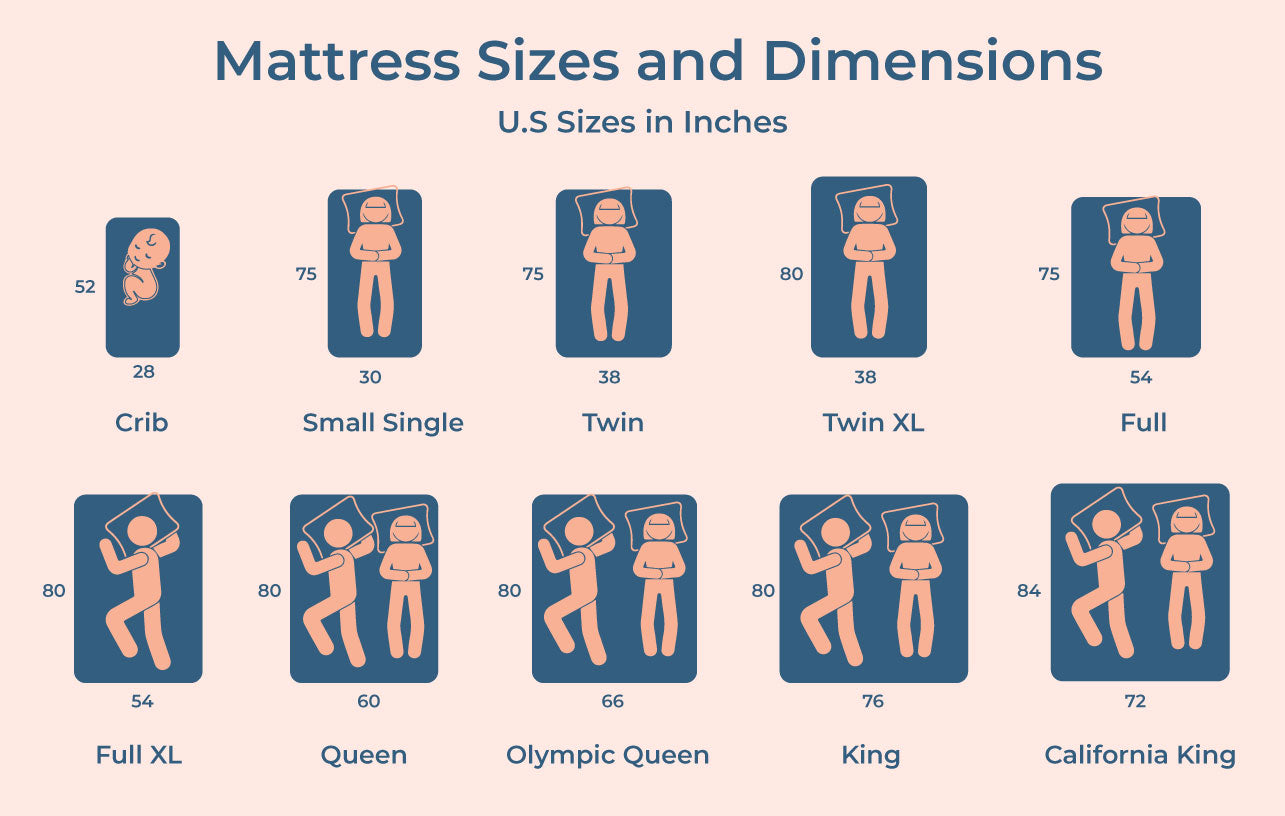 Mattress Sizes and Dimensions
U.S Sizes in Inches
52
28
Crib
75
30
Small Single
75
38
Twin
80
38
Twin XL
75
54
Full
80
54
Full XL
80
60
Queen
80
66
Olympic Queen
80
76
King
84
72
California King